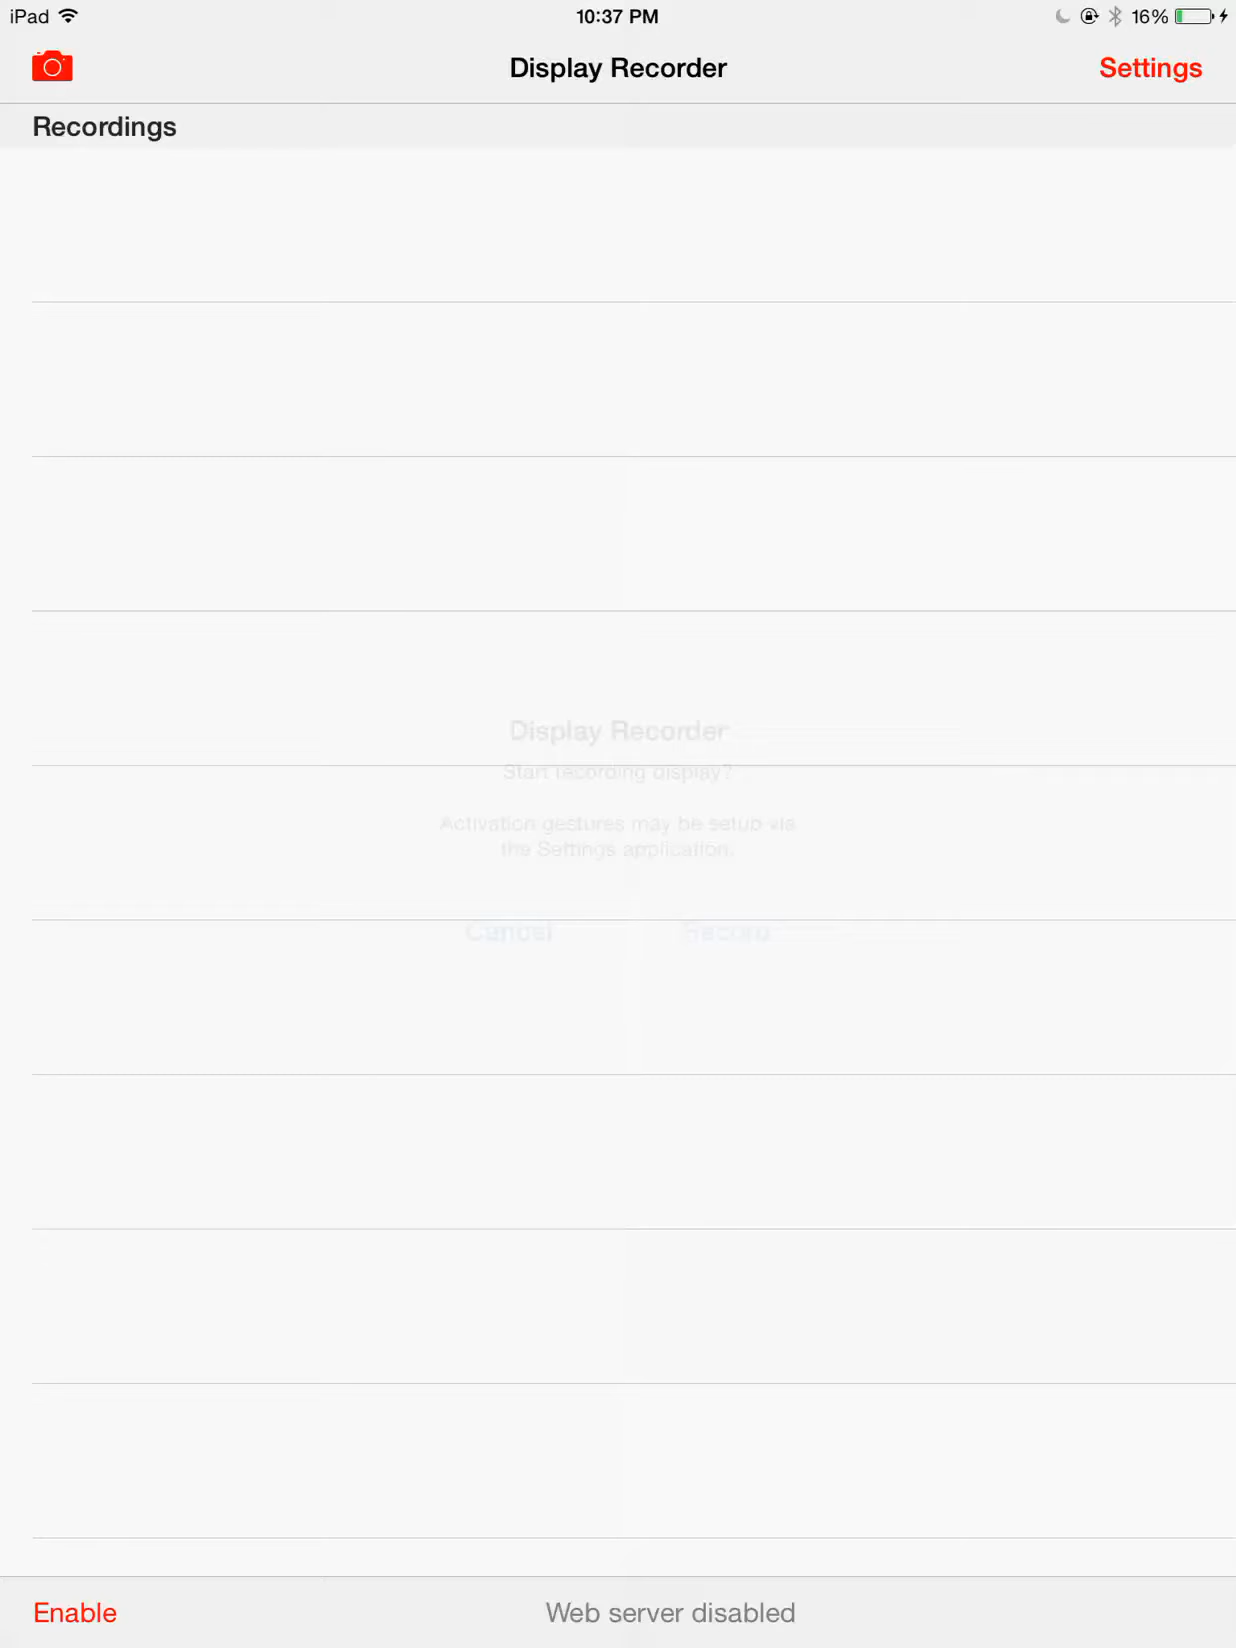 iPad 10:37 PM 16%
Display Recorder Settings
Recordings
Display Recorder
Start recording display?
Activation gestures may be setup via
the Settings application.
Cancel Record
Enable Web server disabled